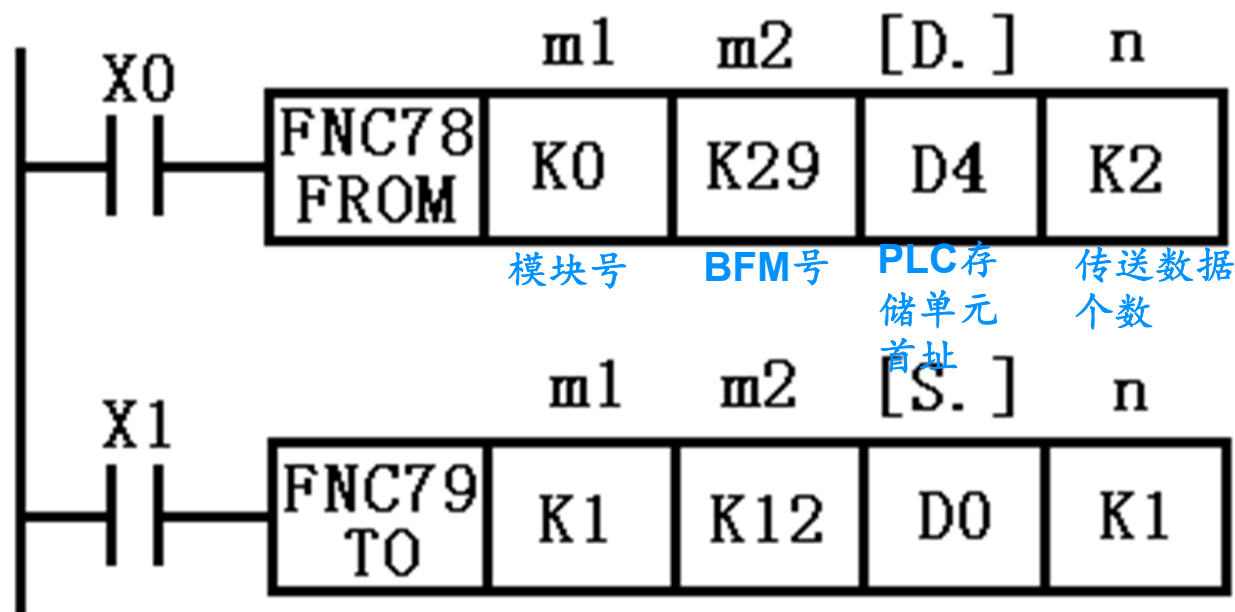 m1 m2 [D.] n
X0
FNC78 FROM K0 K29 D4 K2
模块号 BFM号 PLC存储单元首址 传送数据个数
m1 m2 [S.] n
X1
FNC79 TO K1 K12 D0 K1